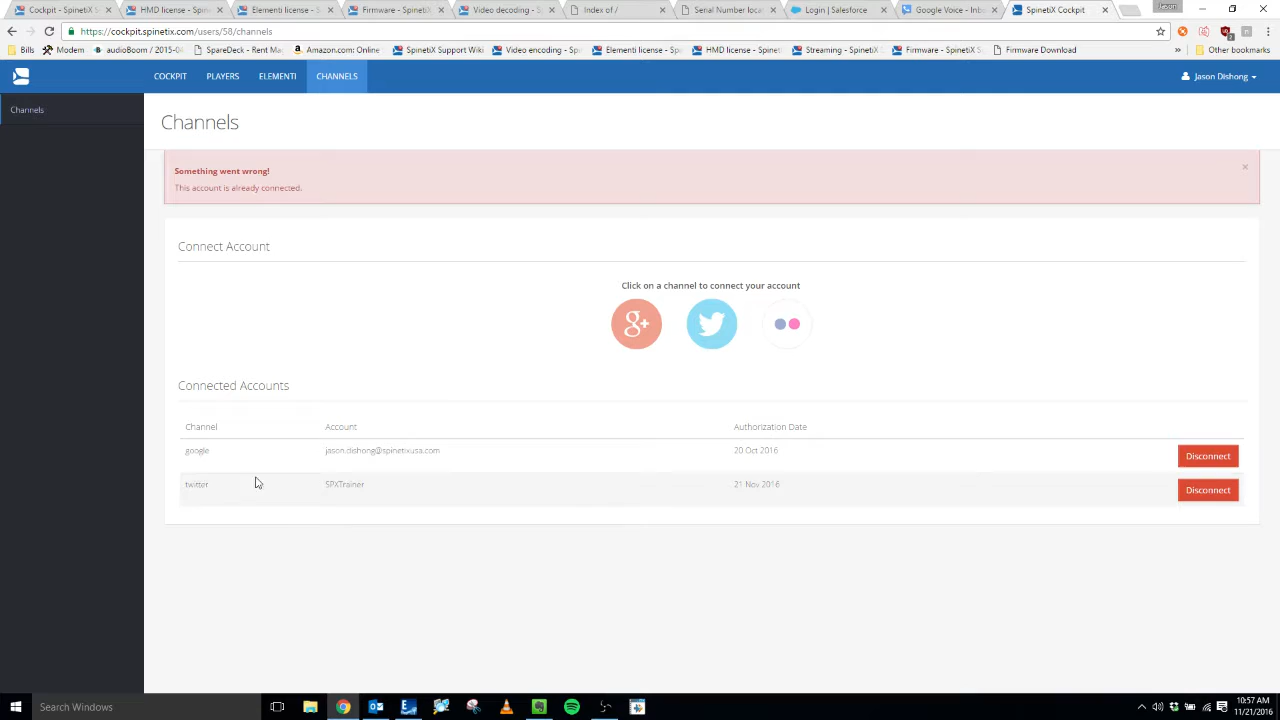 Cockpit - SpinetiX S
HMD license - Spinet
Elementi license - S
Firmware - SpinetiX
Video decoding - S
Index of /
Serial Number locat
Login | Salesforce
Google Voice - Inbo
SpinetiX Cockpit
Jason
https://cockpit.spinetix.com/users/58/channels
Bills
Modem
audioBoom / 2015-0
SpareDeck - Rent Ma
Amazon.com: Online
SpinetiX Support Wiki
Video encoding - Sp
Elementi license - Sp
HMD license - Spinet
Streaming - SpinetiX
Firmware - SpinetiX
Firmware Download
»
Other bookmarks
COCKPIT
PLAYERS
ELEMENTI
CHANNELS
Jason Dishong
Channels
Channels
Something went wrong!
×
This account is already connected.
Connect Account
Click on a channel to connect your account
g+
Connected Accounts
Channel Account Authorization Date
google jason.dishong@spinetixusa.com 20 Oct 2016 Disconnect
twitter SPXTrainer 21 Nov 2016 Disconnect
Search Windows
10:57 AM
11/21/2016